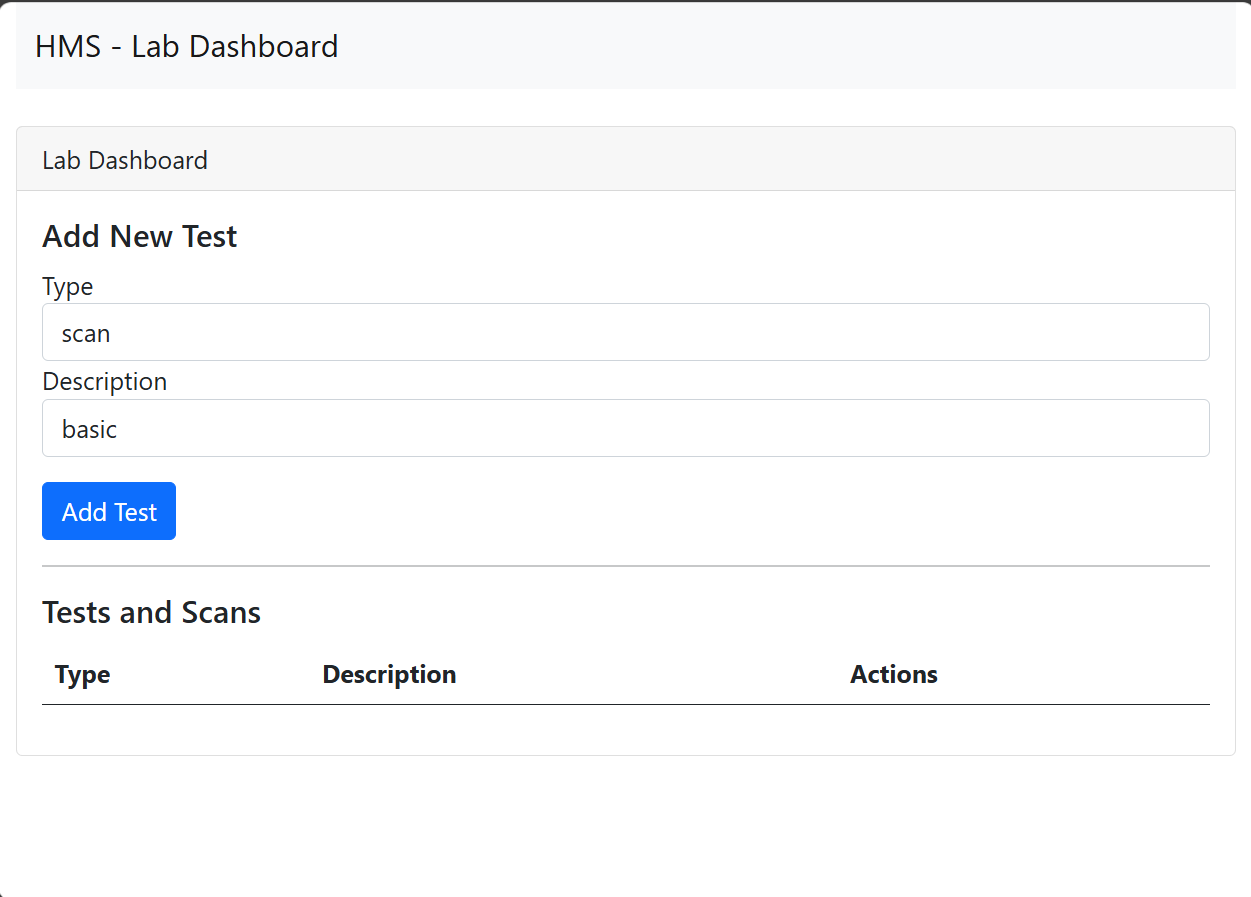 HMS - Lab Dashboard
Lab Dashboard
Add New Test
Type
scan
Description
basic
Add Test
Tests and Scans
Type Description Actions